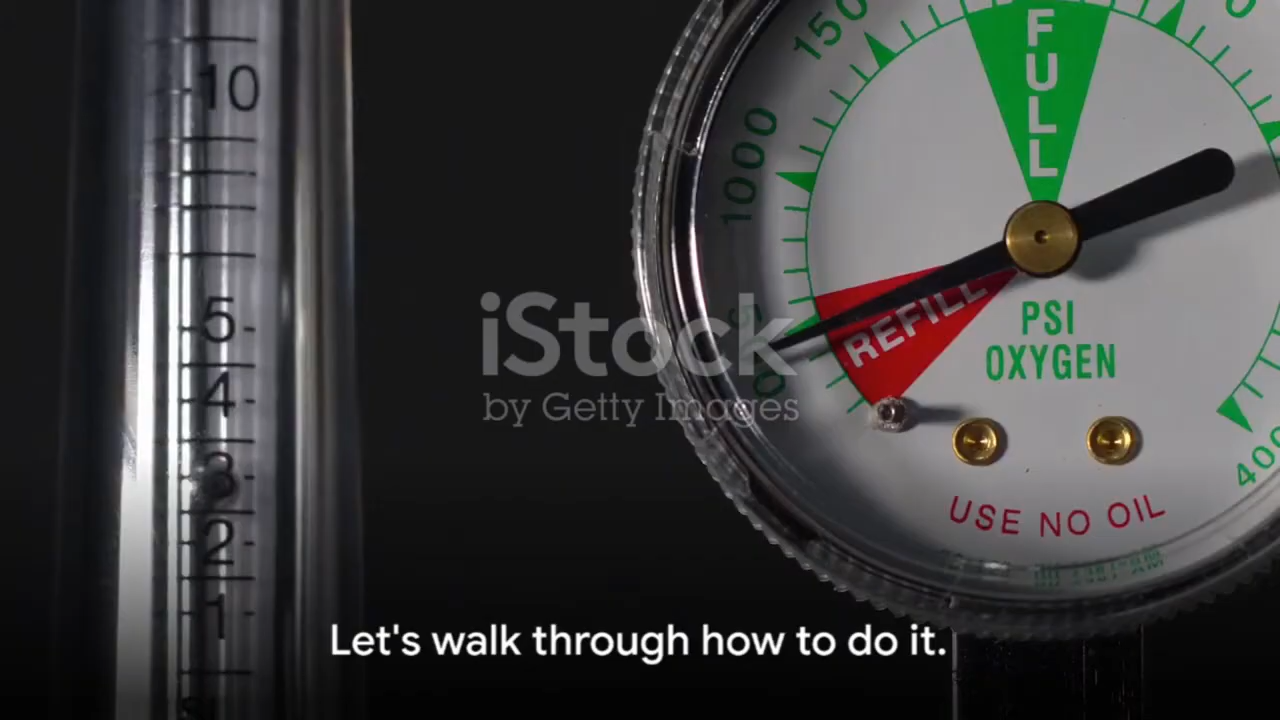 10
5
4
3
2
1
1000
FULL
REFILL
PSI
OXYGEN
USE NO OIL
iStock
by Getty Images
Let's walk through how to do it.